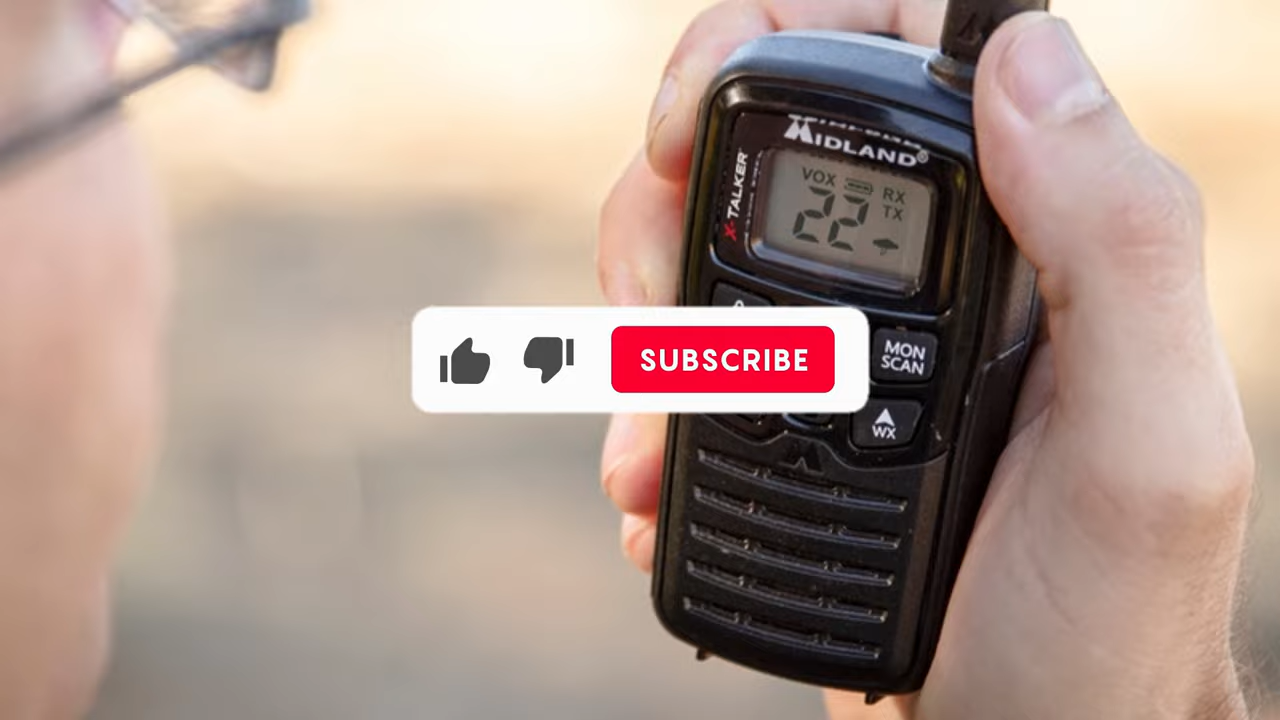 MIDLAND®
X-TALKER
VOX RX
22 TX
SUBSCRIBE
MON
SCAN
WX